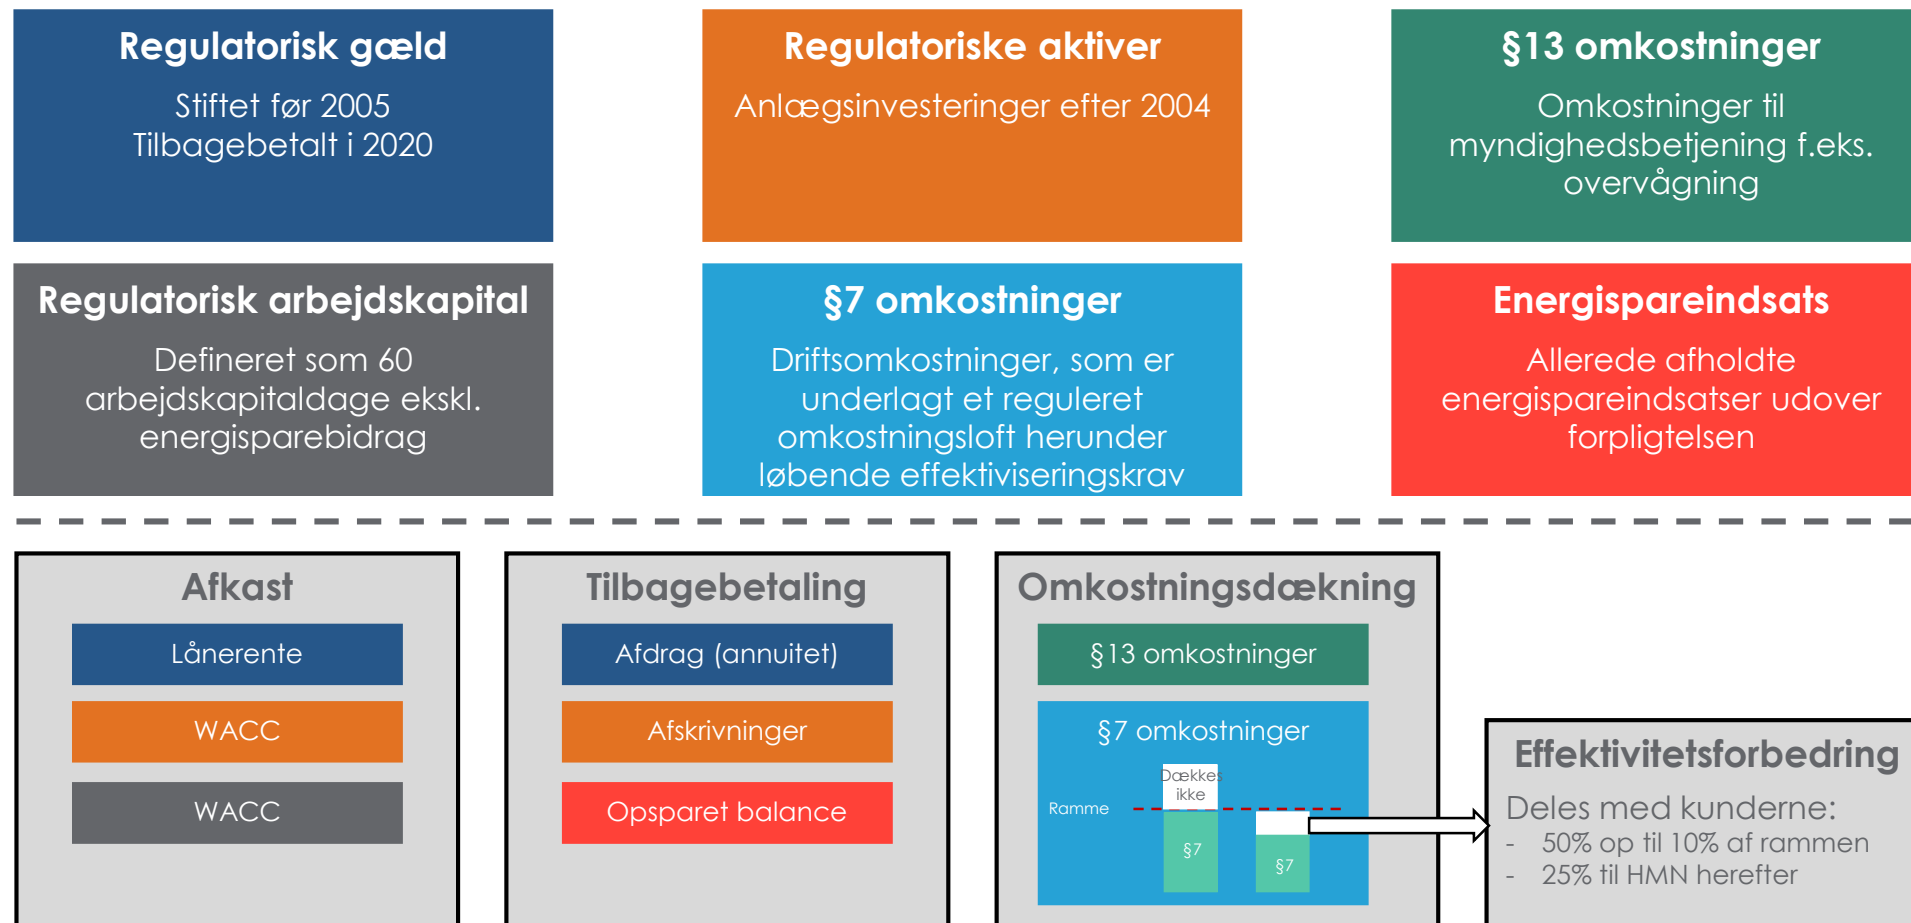 Regulatorisk gæld
Stiftet før 2005
Tilbagebetalt i 2020
Regulatoriske aktiver
Anlægsinvesteringer efter 2004
§13 omkostninger
Omkostninger til
myndighedsbetjening f.eks.
overvågning
Regulatorisk arbejdskapital
Defineret som 60
arbejdskapitaldage ekskl.
energisparebidrag
§7 omkostninger
Driftsomkostninger, som er
underlagt et reguleret
omkostningsloft herunder
løbende effektiviseringskrav
Energispareindsats
Allerede afholdte
energispareindsatser udover
forpligtelsen
Afkast
Lånerente
WACC
WACC
Tilbagebetaling
Afdrag (annuitet)
Afskrivninger
Opsparet balance
Omkostningsdækning
§13 omkostninger
§7 omkostninger
Dækkes
ikke
Ramme
§7
§7
Effektivitetsforbedring
Deles med kunderne:
- 50% op til 10% af rammen
- 25% til HMN herefter